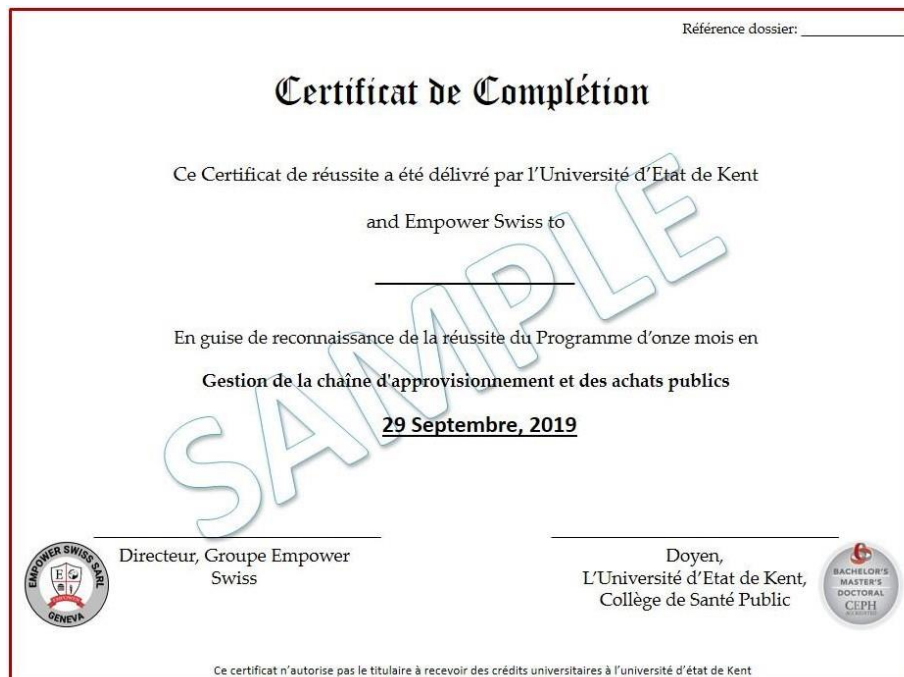 Référence dossier: _______________
Certificat de Complétion
Ce Certificat de réussite a été délivré par l'Université d'Etat de Kent
and Empower Swiss to
En guise de reconnaissance de la réussite du Programme d'onze mois en
Gestion de la chaîne d'approvisionnement et des achats publics
29 Septembre, 2019
SAMPLE
Directeur, Groupe Empower
Swiss
Doyen,
L'Université d'Etat de Kent,
Collège de Santé Public
EMPOWER SWISS SARL
E S
GENEVA
BACHELOR'S
MASTER'S
DOCTORAL
CEPH
ACCREDITED
Ce certificat n'autorise pas le titulaire à recevoir des crédits universitaires à l'université d'état de Kent